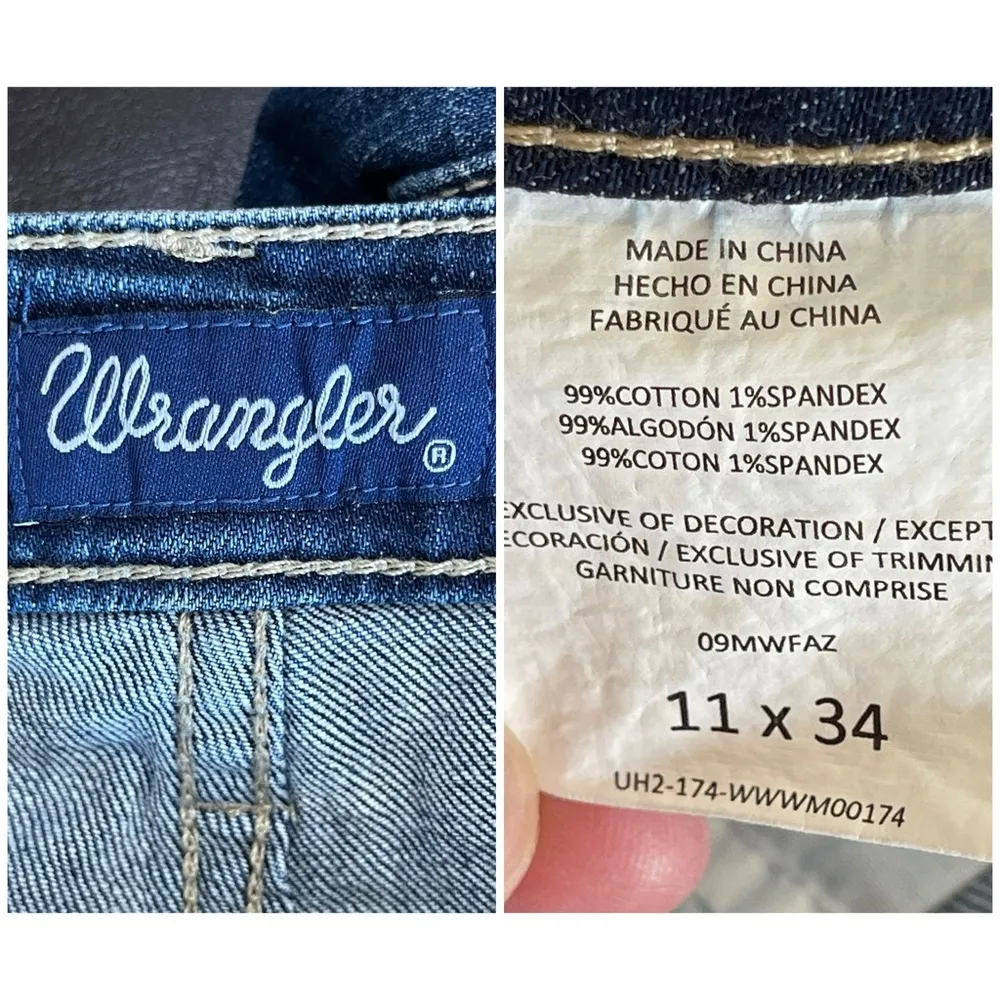 Wrangler®
MADE IN CHINA
HECHO EN CHINA
FABRIQUÉ AU CHINA
99%COTTON 1%SPANDEX
99%ALGODÓN 1%SPANDEX
99%COTON 1%SPANDEX
EXCLUSIVE OF DECORATION / EXCEPT
ECORACIÓN / EXCLUSIVE OF TRIMMIN
GARNITURE NON COMPRISE
09MWFAZ
11 x 34
UH2-174-WWWM00174